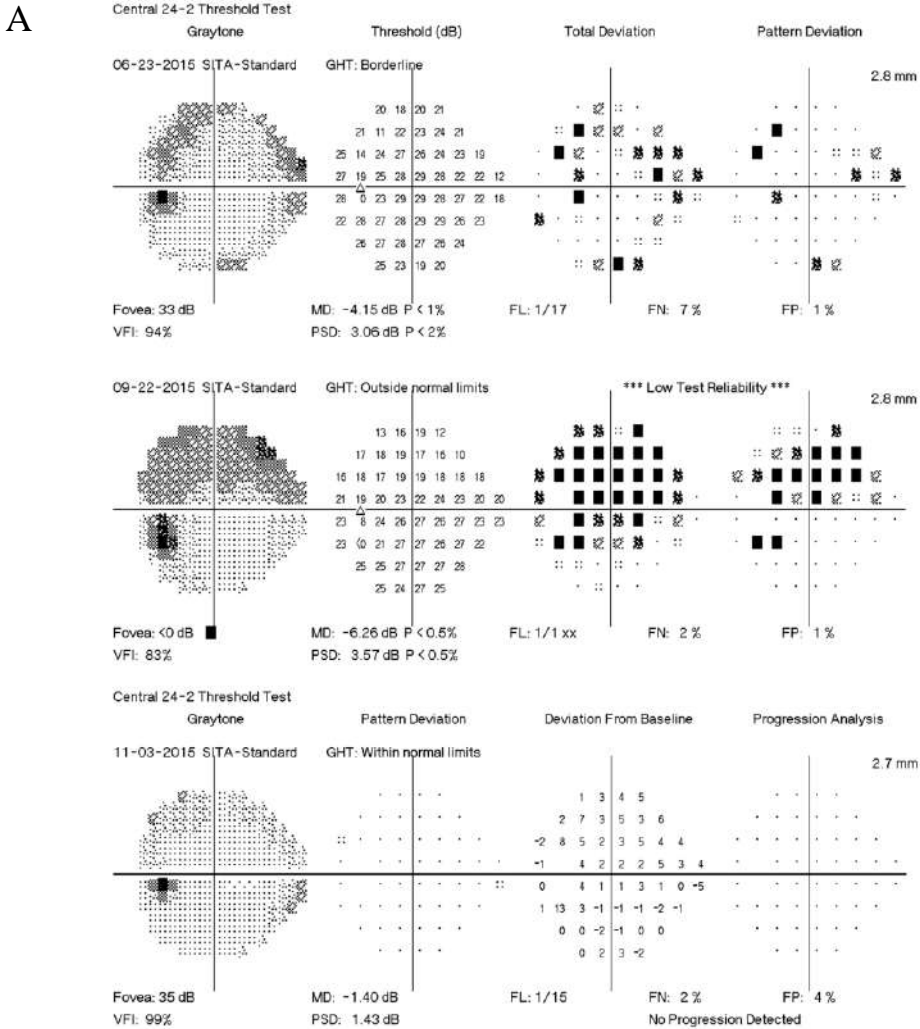 A
Central 24-2 Threshold Test
Graytone Threshold (dB) Total Deviation Pattern Deviation
06-23-2015 SITA-Standard GHT: Borderline
2.8 mm
20 18 20 21
21 11 22 23 24 21
25 14 24 27 26 24 23 19
27 19 25 28 29 28 22 22 12
28 0 23 29 29 28 27 22 18
22 28 27 28 29 29 26 23
26 27 28 27 26 24
25 23 19 20
Fovea: 33 dB MD: -4.15 dB P < 1% FL: 1/17 FN: 7 % FP: 1 %
VFI: 94% PSD: 3.06 dB P < 2%
09-22-2015 SITA-Standard GHT: Outside normal limits *** Low Test Reliability ***
2.8 mm
13 16 19 12
17 18 19 17 16 10
16 18 17 19 19 18 18 18
21 19 20 23 22 24 23 20 20
23 8 24 26 27 26 27 23 23
23 <0 21 27 27 26 27 22
25 25 27 27 27 28
25 24 27 25
Fovea: <0 dB MD: -6.26 dB P < 0.5% FL: 1/1 xx FN: 2 % FP: 1 %
VFI: 83% PSD: 3.57 dB P < 0.5%
Central 24-2 Threshold Test
Graytone Pattern Deviation Deviation From Baseline Progression Analysis
11-03-2015 SITA-Standard GHT: Within normal limits
2.7 mm
1 3 4 5
2 7 3 5 3 6
-2 8 5 2 3 5 4 4
-1 4 2 2 2 5 3 4
0 4 1 1 3 1 0 -5
1 13 3 -1 -1 -1 -2 -1
0 0 -2 -1 0 0
0 2 3 -2
Fovea: 35 dB MD: -1.40 dB FL: 1/15 FN: 2 % FP: 4 %
VFI: 99% PSD: 1.43 dB No Progression Detected